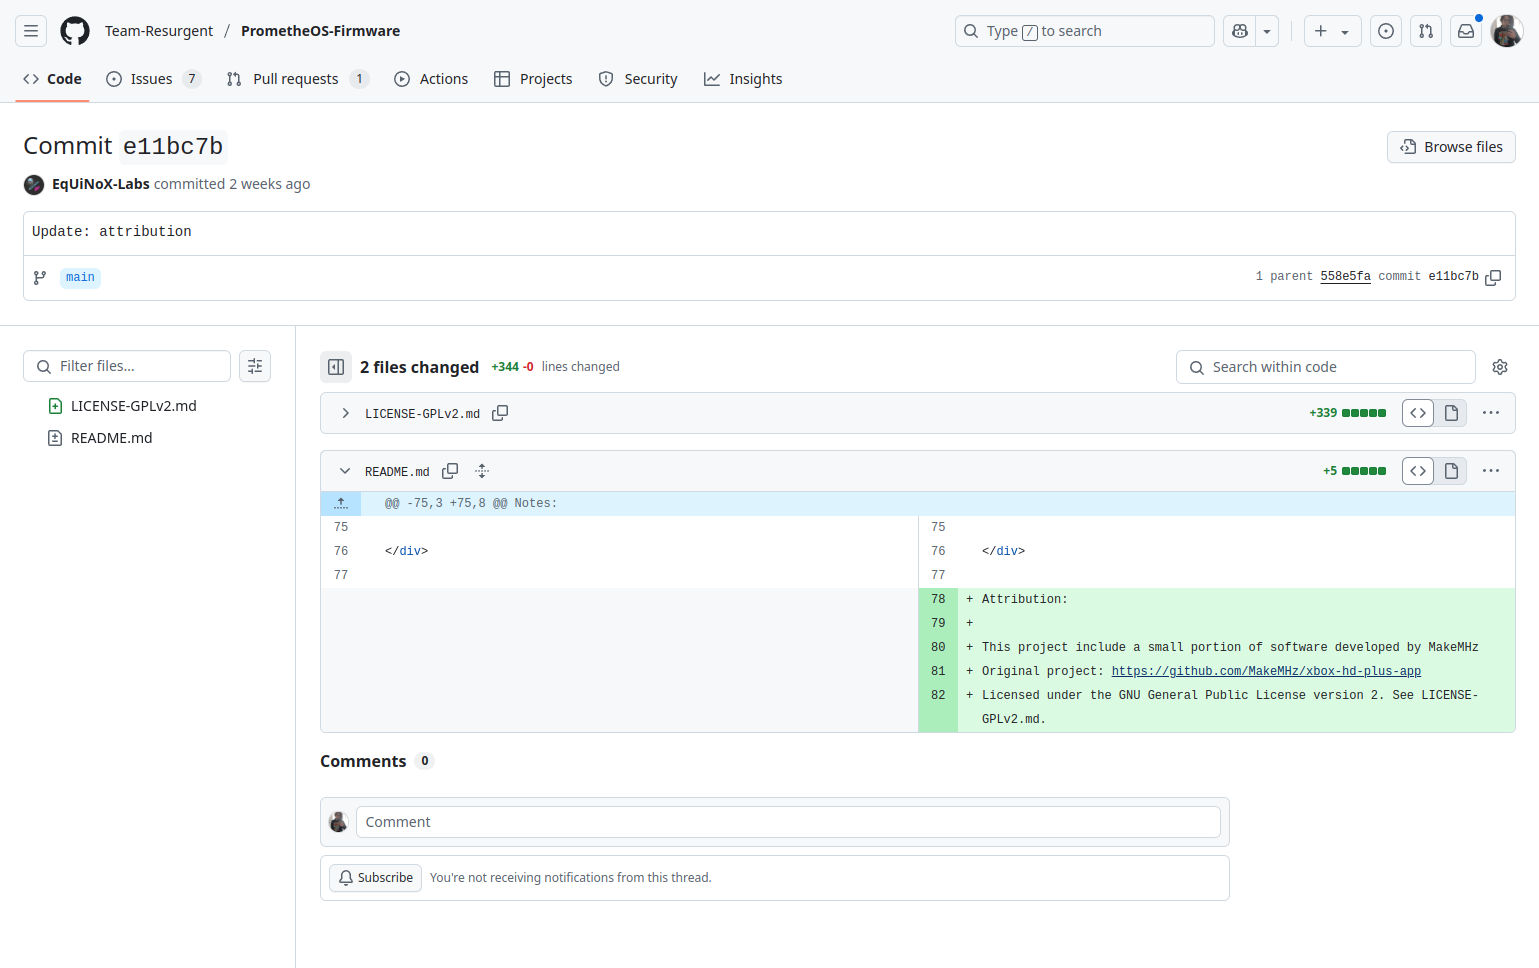 Team-Resurgent / PrometheOS-Firmware
Type / to search
Code
Issues 7
Pull requests 1
Actions
Projects
Security
Insights
Commit e11bc7b
Browse files
EqUiNoX-Labs committed 2 weeks ago
Update: attribution
main
1 parent 558e5fa commit e11bc7b
Filter files...
LICENSE-GPLv2.md
README.md
2 files changed +344 -0 lines changed
Search within code
LICENSE-GPLv2.md
+339
README.md
+5
@@ -75,3 +75,8 @@ Notes:
75 75
76 </div> 76 </div>
77 77
78 + Attribution:
79 +
80 + This project include a small portion of software developed by MakeMHz
81 + Original project: https://github.com/MakeMHz/xbox-hd-plus-app
82 + Licensed under the GNU General Public License version 2. See LICENSE-
GPLv2.md.
Comments 0
Comment
Subscribe You're not receiving notifications from this thread.